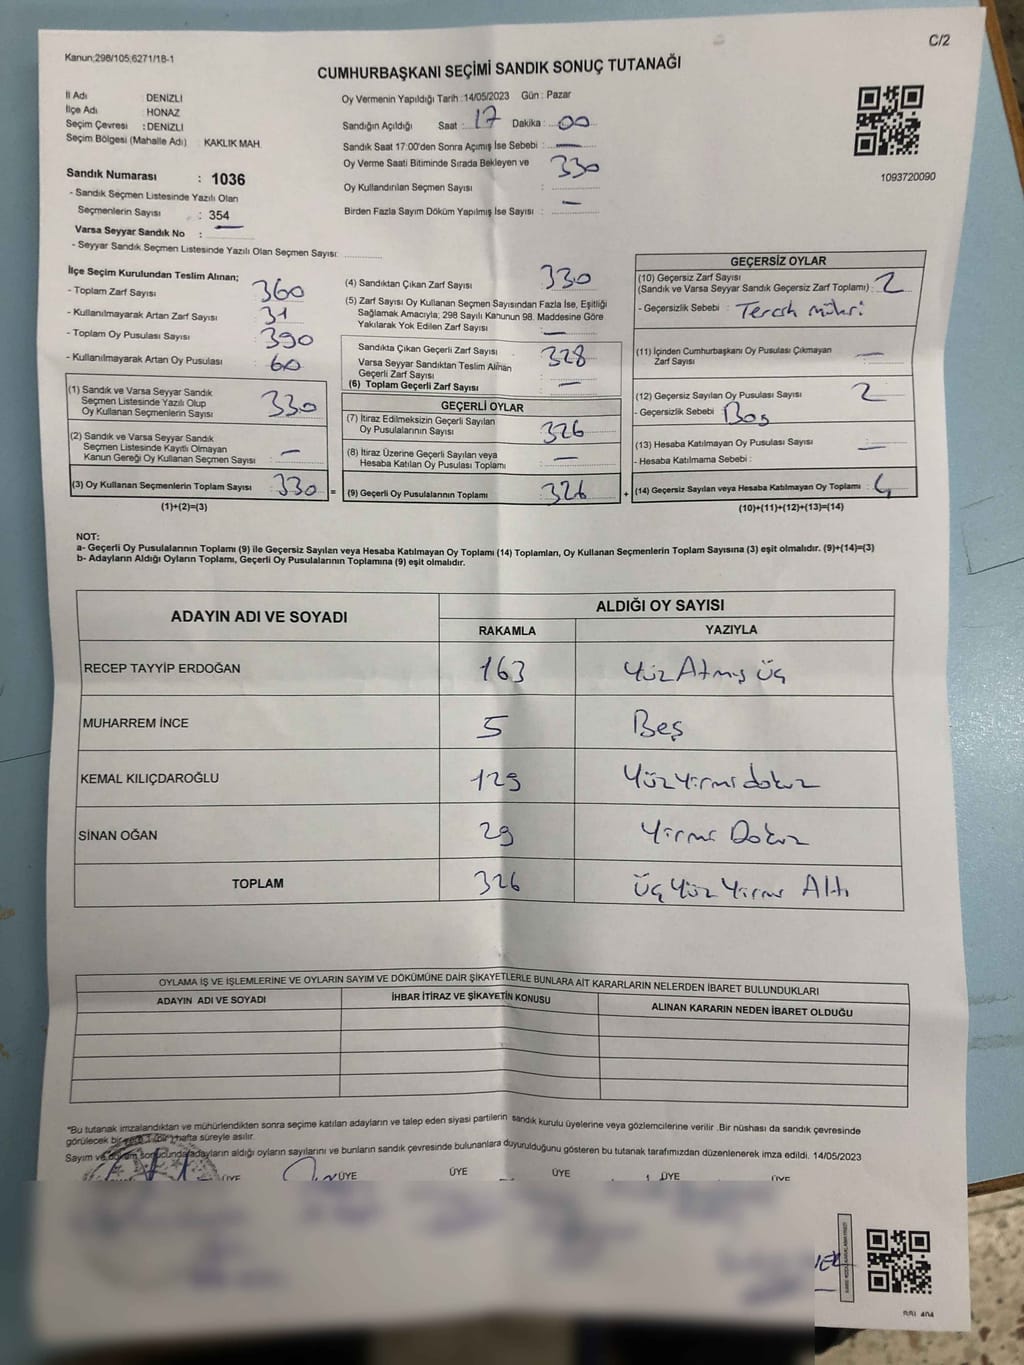 C/2
Kanun;298/105;6271/18-1
CUMHURBAŞKANI SEÇİMİ SANDIK SONUÇ TUTANAĞI
İl Adı : DENİZLİ
İlçe Adı : HONAZ
Seçim Çevresi : DENİZLİ
Seçim Bölgesi (Mahalle Adı) : KAKLIK MAH.
Sandık Numarası : 1036
- Sandık Seçmen Listesinde Yazılı Olan
Seçmenlerin Sayısı : 354
Varsa Seyyar Sandık No : —
- Seyyar Sandık Seçmen Listesinde Yazılı Olan Seçmen Sayısı:
Oy Vermenin Yapıldığı Tarih :14/05/2023 Gün : Pazar
Sandığın Açıldığı Saat : 17 Dakika : 00
Sandık Saat 17:00'den Sonra Açımış İse Sebebi : —
Oy Verme Saati Bitiminde Sırada Bekleyen ve 330
Oy Kullandırılan Seçmen Sayısı :
Birden Fazla Sayım Döküm Yapılmış İse Sayısı : —
1093720090
İlçe Seçim Kurulundan Teslim Alınan;
- Toplam Zarf Sayısı : 360
- Kullanılmayarak Artan Zarf Sayısı : 31
- Toplam Oy Pusulası Sayısı : 390
- Kullanılmayarak Artan Oy Pusulası : 60
(1) Sandık ve Varsa Seyyar Sandık
Seçmen Listesinde Yazılı Olup
Oy Kullanan Seçmenlerin Sayısı : 330
(2) Sandık ve Varsa Seyyar Sandık
Seçmen Listesinde Kayıtlı Olmayan
Kanun Gereği Oy Kullanan Seçmen Sayısı : —
(3) Oy Kullanan Seçmenlerin Toplam Sayısı : 330 =
(1)+(2)=(3)
(4) Sandıktan Çıkan Zarf Sayısı : 330
(5) Zarf Sayısı Oy Kullanan Seçmen Sayısından Fazla İse, Eşitliği
Sağlamak Amacıyla; 298 Sayılı Kanunun 98. Maddesine Göre
Yakılarak Yok Edilen Zarf Sayısı : —
Sandıkta Çıkan Geçerli Zarf Sayısı : 328
Varsa Seyyar Sandıktan Teslim Alınan
Geçerli Zarf Sayısı
(6) Toplam Geçerli Zarf Sayısı : —
GEÇERLİ OYLAR
(7) İtiraz Edilmeksizin Geçerli Sayılan
Oy Pusulalarının Sayısı : 326
(8) İtiraz Üzerine Geçerli Sayılan veya
Hesaba Katılan Oy Pusulası Toplamı : —
(9) Geçerli Oy Pusulalarının Toplamı : 326 +
GEÇERSİZ OYLAR
(10) Geçersiz Zarf Sayısı
(Sandık ve Varsa Seyyar Sandık Geçersiz Zarf Toplamı) : 2
- Geçersizlik Sebebi :
(11) İçinden Cumhurbaşkanı Oy Pusulası Çıkmayan
Zarf Sayısı : —
(12) Geçersiz Sayılan Oy Pusulası Sayısı : 2
- Geçersizlik Sebebi : Boş
(13) Hesaba Katılmayan Oy Pusulası Sayısı : —
- Hesaba Katılmama Sebebi :
(14) Geçersiz Sayılan veya Hesaba Katılmayan Oy Toplamı : 4
(10)+(11)+(12)+(13)=(14)
NOT:
a- Geçerli Oy Pusulalarının Toplamı (9) ile Geçersiz Sayılan veya Hesaba Katılmayan Oy Toplamı (14) Toplamları, Oy Kullanan Seçmenlerin Toplam Sayısına (3) eşit olmalıdır. (9)+(14)=(3)
b- Adayların Aldığı Oyların Toplamı, Geçerli Oy Pusulalarının Toplamına (9) eşit olmalıdır.
ADAYIN ADI VE SOYADI ALDIĞI OY SAYISI
RAKAMLA YAZIYLA
RECEP TAYYİP ERDOĞAN 163 Yüz Atmış üç
MUHARREM İNCE 5 Beş
KEMAL KILIÇDAROĞLU 129 Yüz Yirmi dokuz
SİNAN OĞAN 29 Yirmi Dokuz
TOPLAM 326 Üç Yüz Yirmi Altı
OYLAMA İŞ VE İŞLEMLERİNE VE OYLARIN SAYIM VE DÖKÜMÜNE DAİR ŞİKAYETLERLE BUNLARA AİT KARARLARIN NELERDEN İBARET BULUNDUKLARI
ADAYIN ADI VE SOYADI İHBAR İTİRAZ VE ŞİKAYETİN KONUSU ALINAN KARARIN NEDEN İBARET OLDUĞU
*Bu tutanak imzalandıktan ve mühürlendikten sonra seçime katılan adayların ve talep eden siyasi partilerin sandık kurulu üyelerine veya gözlemcilerine verilir .Bir nüshası da sandık çevresinde
görülecek bir yere 1 (bir) hafta süreyle asılır.
Sayım ve döküm sonucunda adayların aldığı oyların sayılarını ve bunların sandık çevresinde bulunanlara duyurulduğunu gösteren bu tutanak tarafımızdan düzenlenerek imza edildi. 14/05/2023
ÜYE ÜYE ÜYE ÜYE ÜYE ÜYE